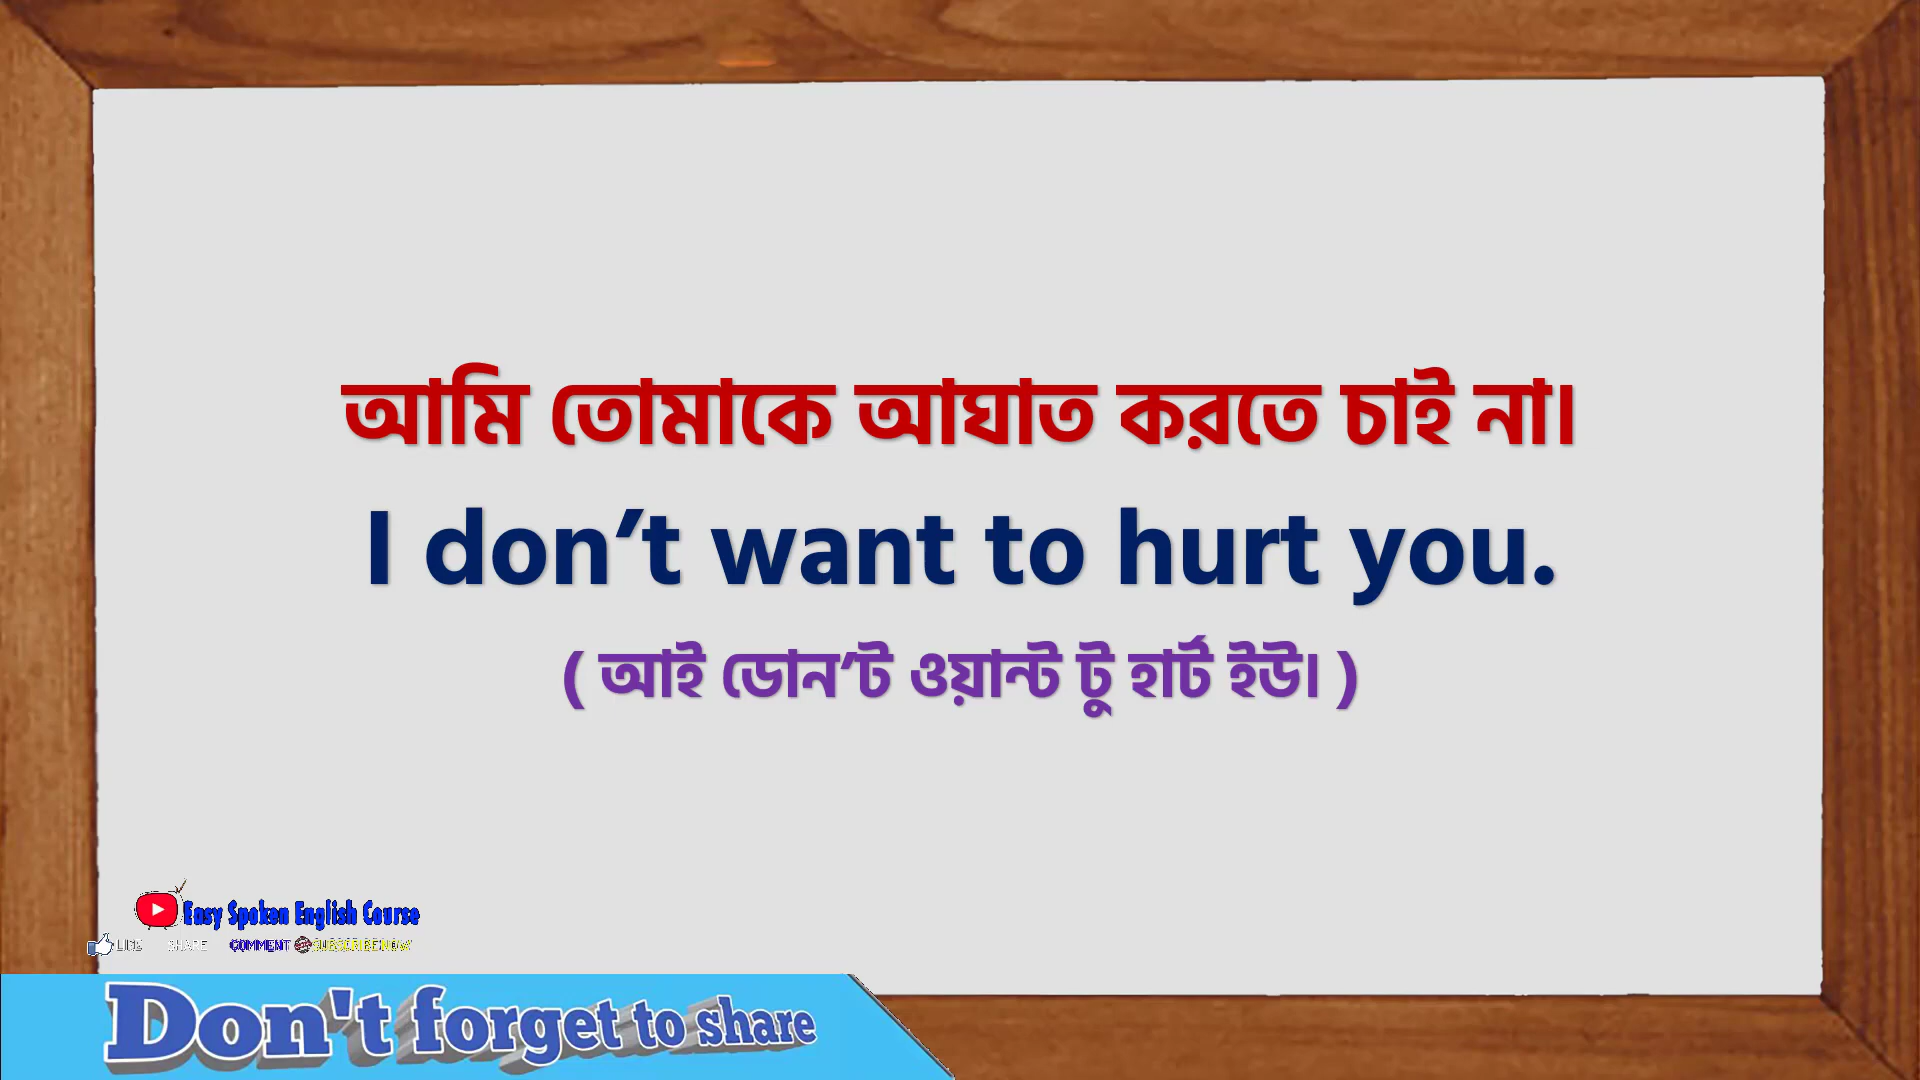 আমি তোমাকে আঘাত করতে চাই না।
I don’t want to hurt you.
( আই ডোন’ট ওয়ান্ট টু হার্ট ইউ। )
Easy Spoken English Course
LIKE SHARE COMMENT SUBSCRIBE NOW
Don't forget to share